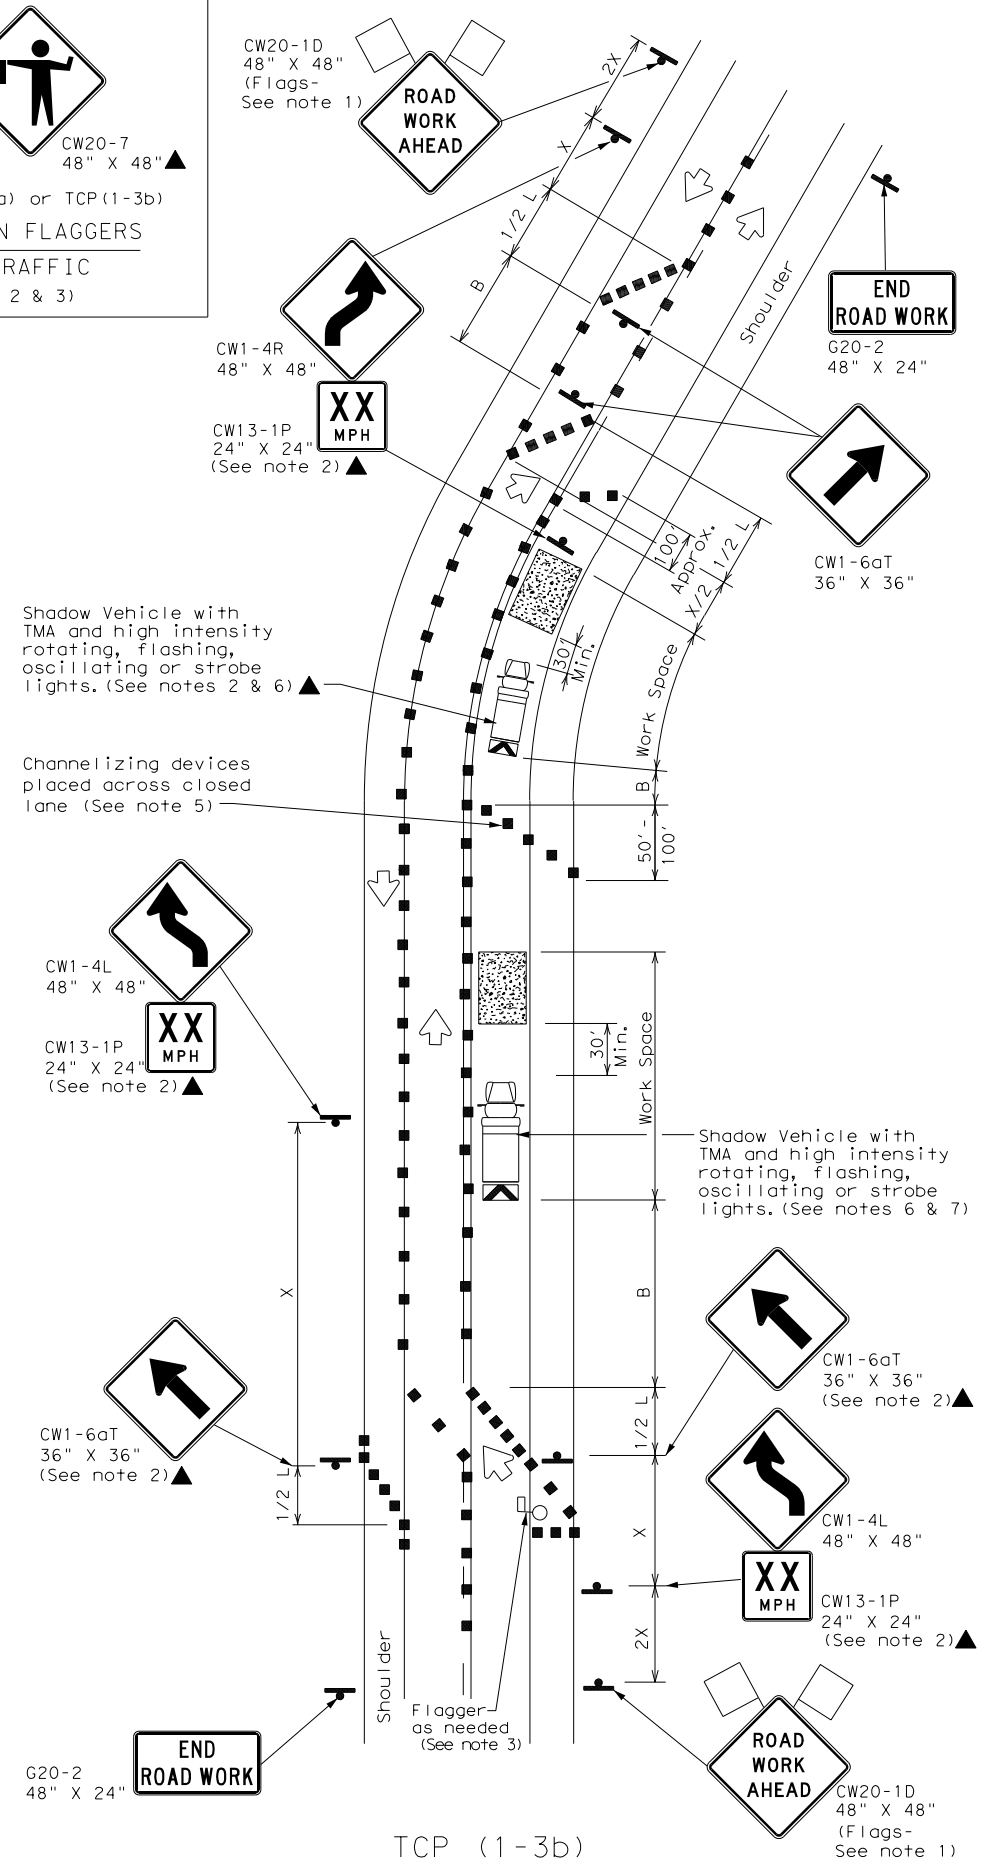 CW20-7
48" X 48"
a) or TCP(1-3b)
N FLAGGERS
RAFFIC
2 & 3)
CW20-1D
48" X 48"
(Flags-
See note 1)
ROAD
WORK
AHEAD
2X
X
1/2 L
B
Shoulder
END
ROAD WORK
G20-2
48" X 24"
CW1-4R
48" X 48"
XX
MPH
CW13-1P
24" X 24"
(See note 2)
CW1-6aT
36" X 36"
100'
Approx.
1/2 L
X/2
30'
Min.
Work Space
B
50'-
100'
Shadow Vehicle with
TMA and high intensity
rotating, flashing,
oscillating or strobe
lights. (See notes 2 & 6)
Channelizing devices
placed across closed
lane (See note 5)
CW1-4L
48" X 48"
XX
MPH
CW13-1P
24" X 24"
(See note 2)
30'
Min.
Work Space
Shadow Vehicle with
TMA and high intensity
rotating, flashing,
oscillating or strobe
lights. (See notes 6 & 7)
X
B
CW1-6aT
36" X 36"
(See note 2)
1/2 L
CW1-6aT
36" X 36"
(See note 2)
1/2 L
X
CW1-4L
48" X 48"
XX
MPH
CW13-1P
24" X 24"
(See note 2)
2X
Shoulder
Flagger
as needed
(See note 3)
END
ROAD WORK
G20-2
48" X 24"
ROAD
WORK
AHEAD
CW20-1D
48" X 48"
(Flags-
See note 1)
TCP (1-3b)